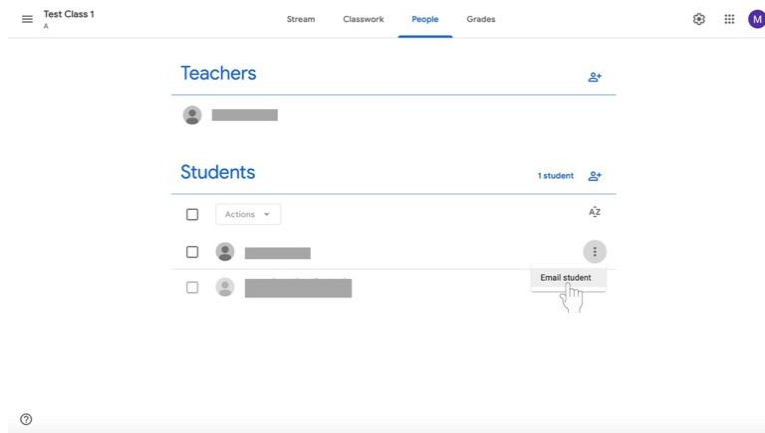 Test Class 1
A
Stream
Classwork
People
Grades
M
Teachers
Students
1 student
Actions
AZ
Email student